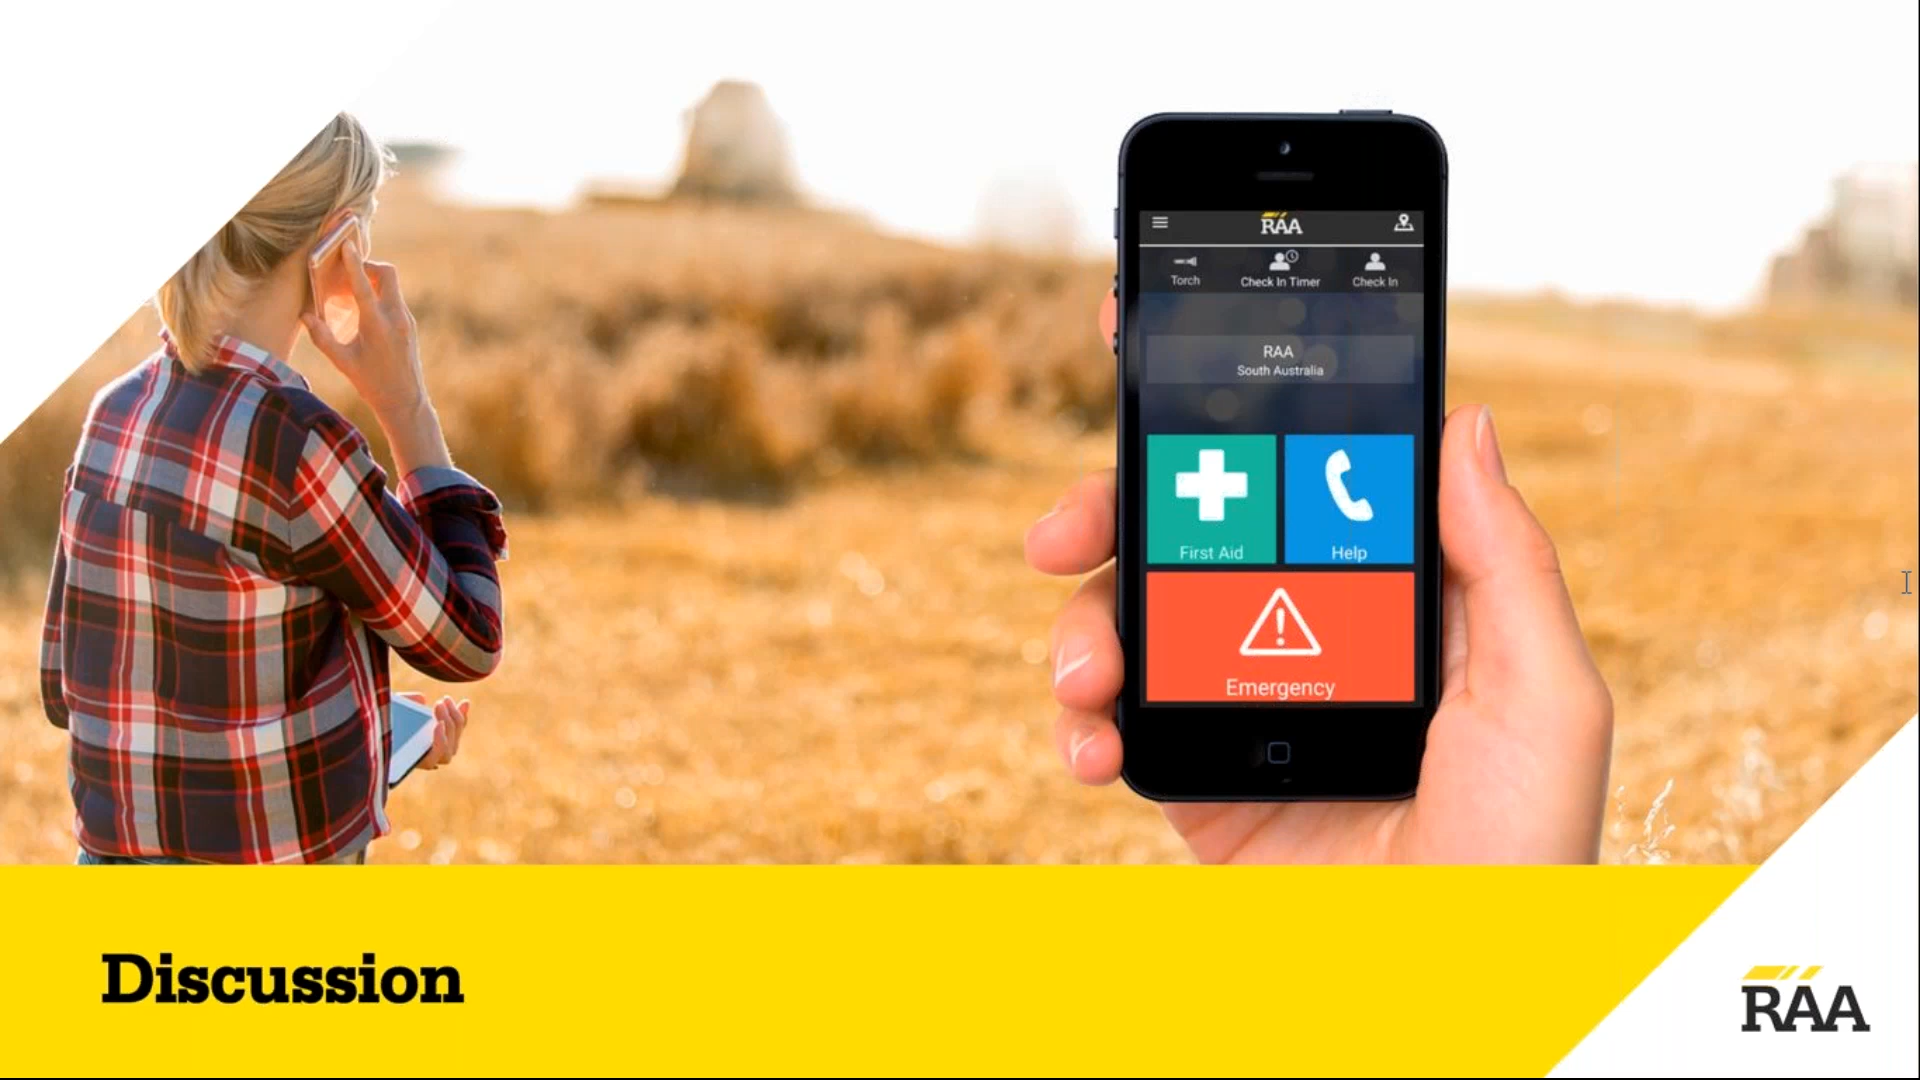 RAA
Torch
Check In Timer
Check In
RAA
South Australia
First Aid
Help
Emergency
Discussion
RAA